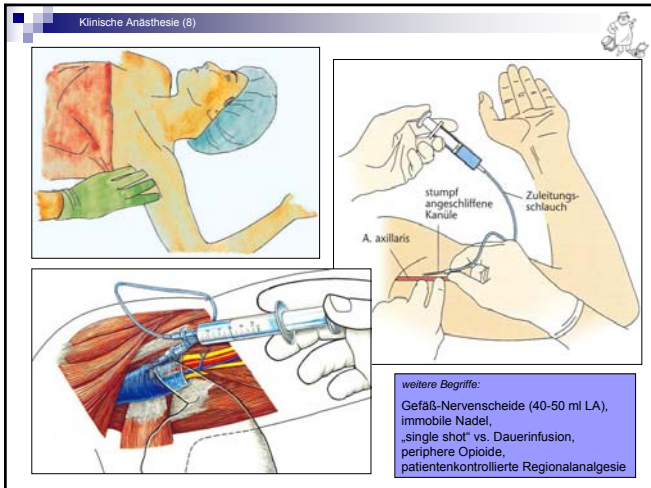 Klinische Anästhesie (8)
stumpf
angeschliffene
Kanüle
Zuleitungs-
schlauch
A. axillaris
weitere Begriffe:
Gefäß-Nervenscheide (40-50 ml LA),
immobile Nadel,
„single shot“ vs. Dauerinfusion,
periphere Opioide,
patientenkontrollierte Regionalanalgesie